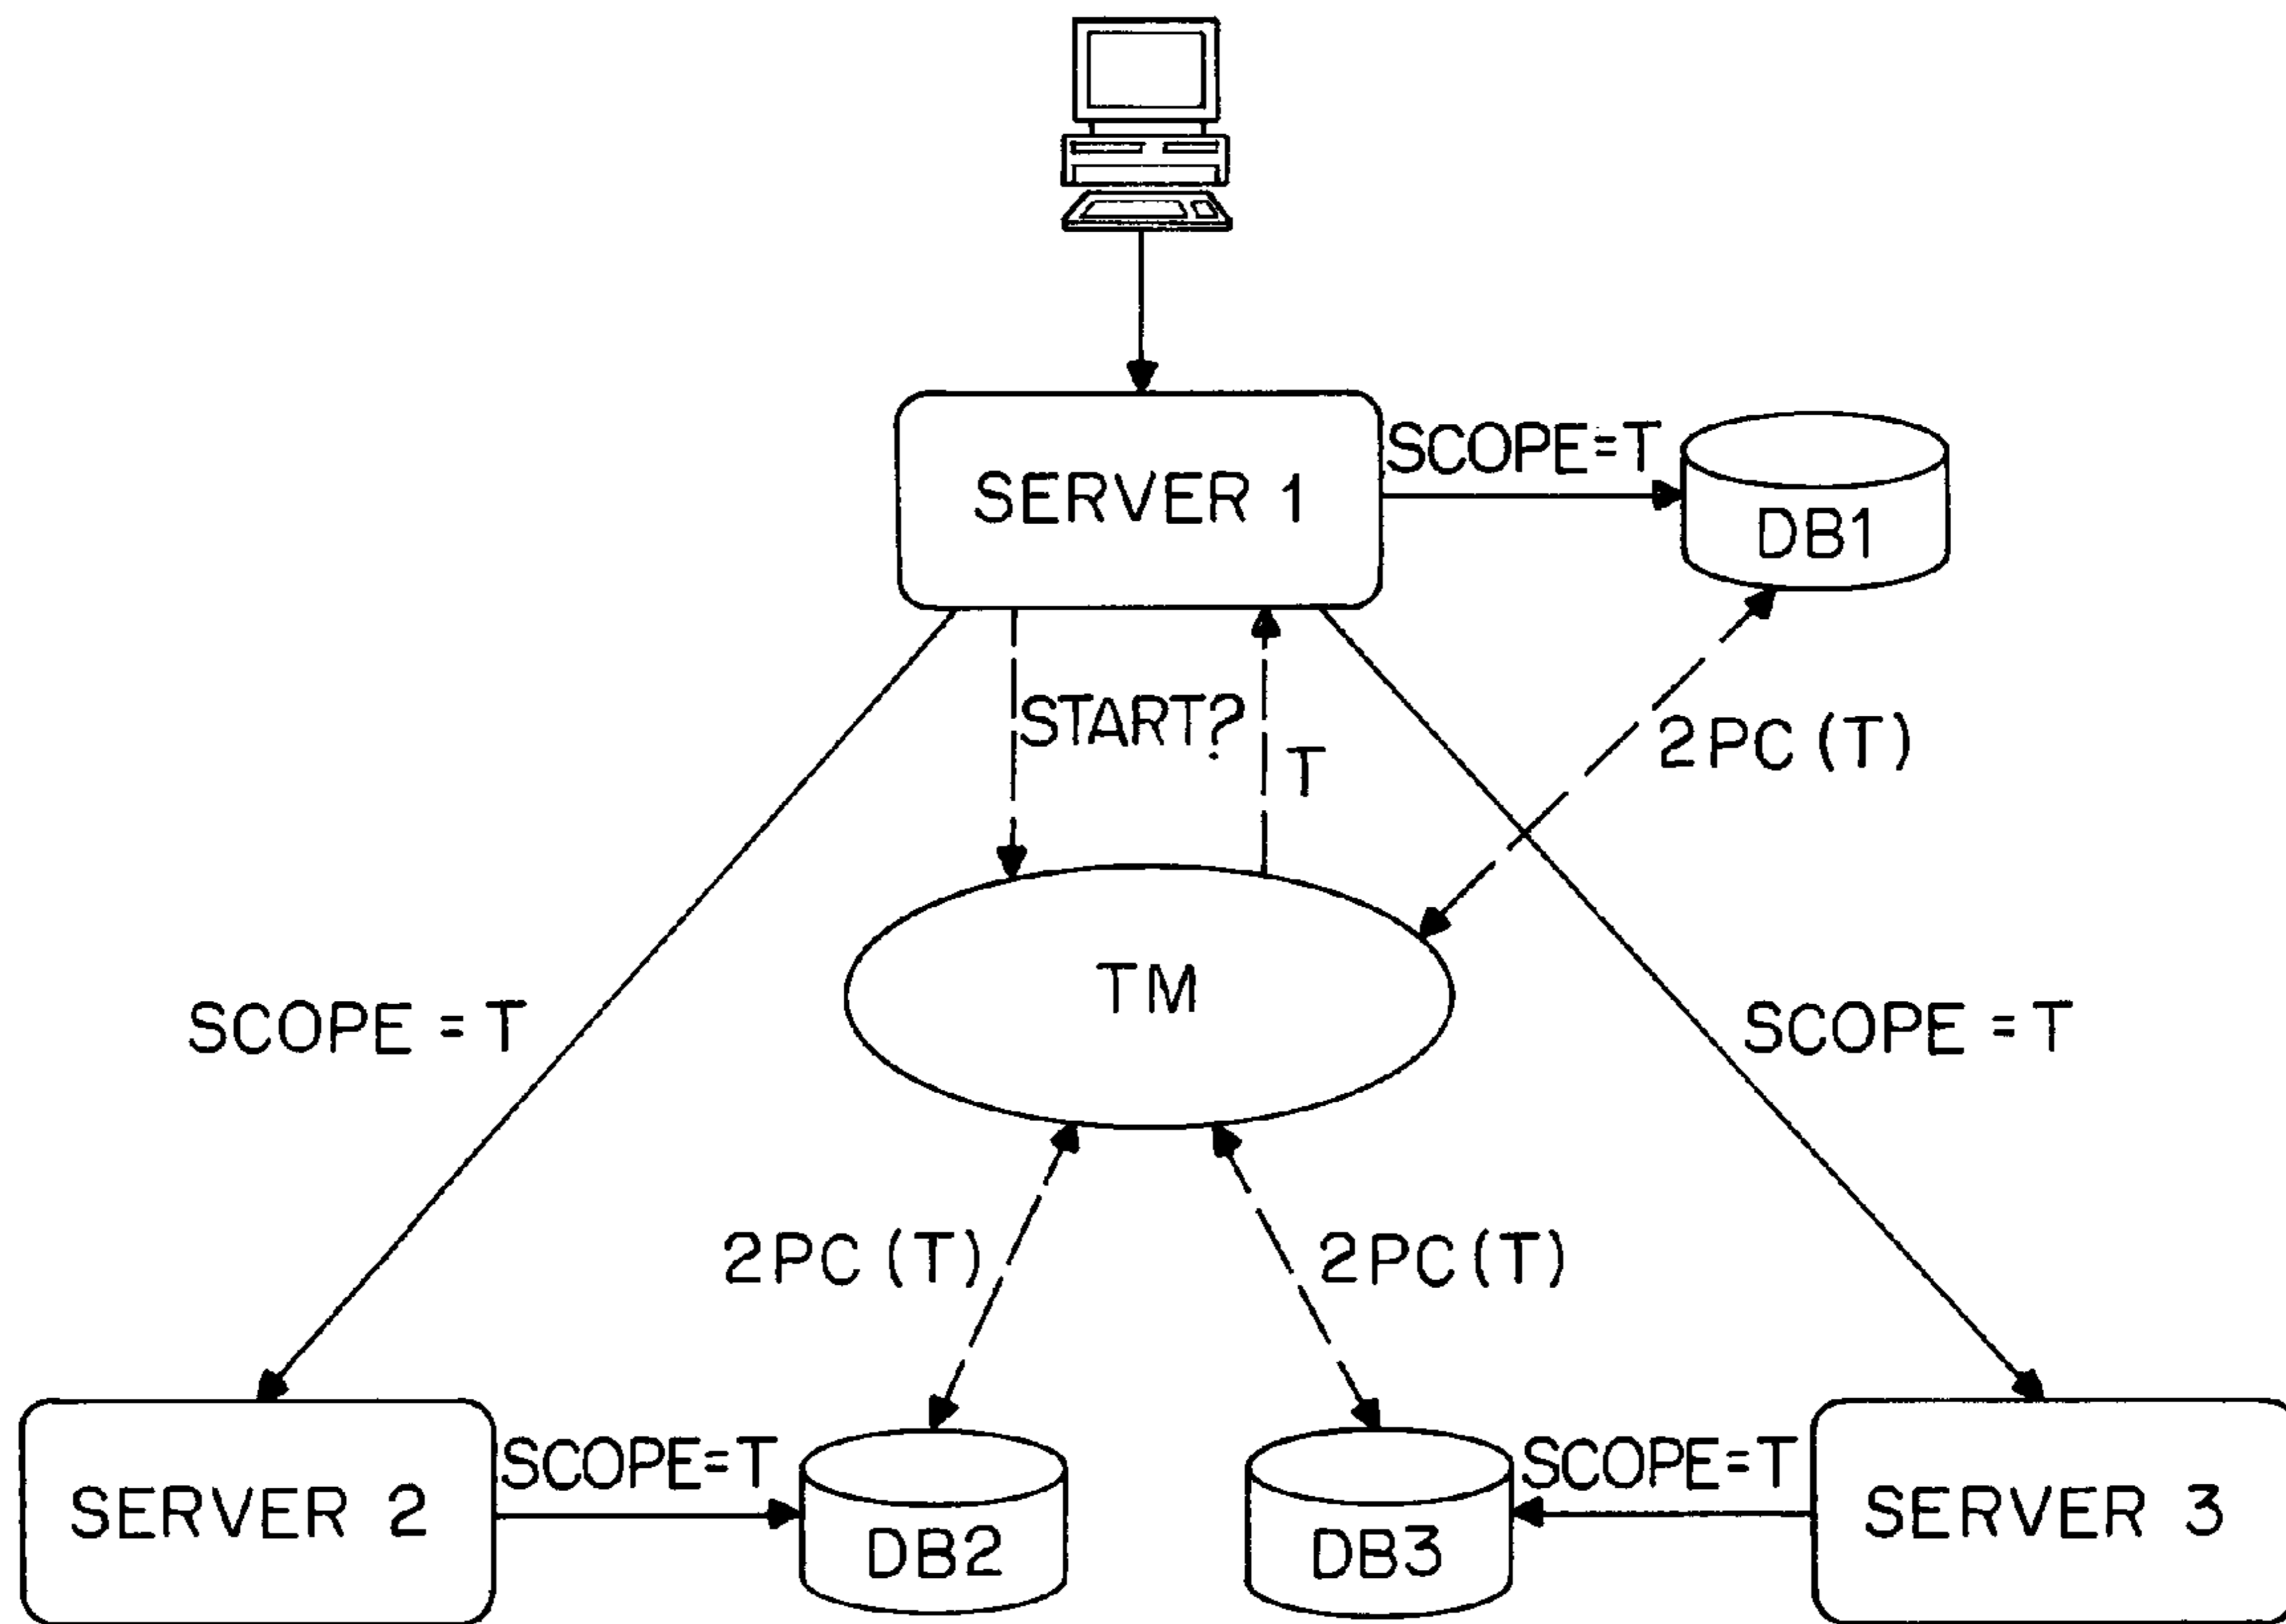 SCOPE=T
SERVER 1
DB1
START?
T
2PC (T)
TM
SCOPE = T
SCOPE = T
2PC (T)
2PC (T)
SCOPE=T
SCOPE=T
SERVER 2
DB2
DB3
SERVER 3